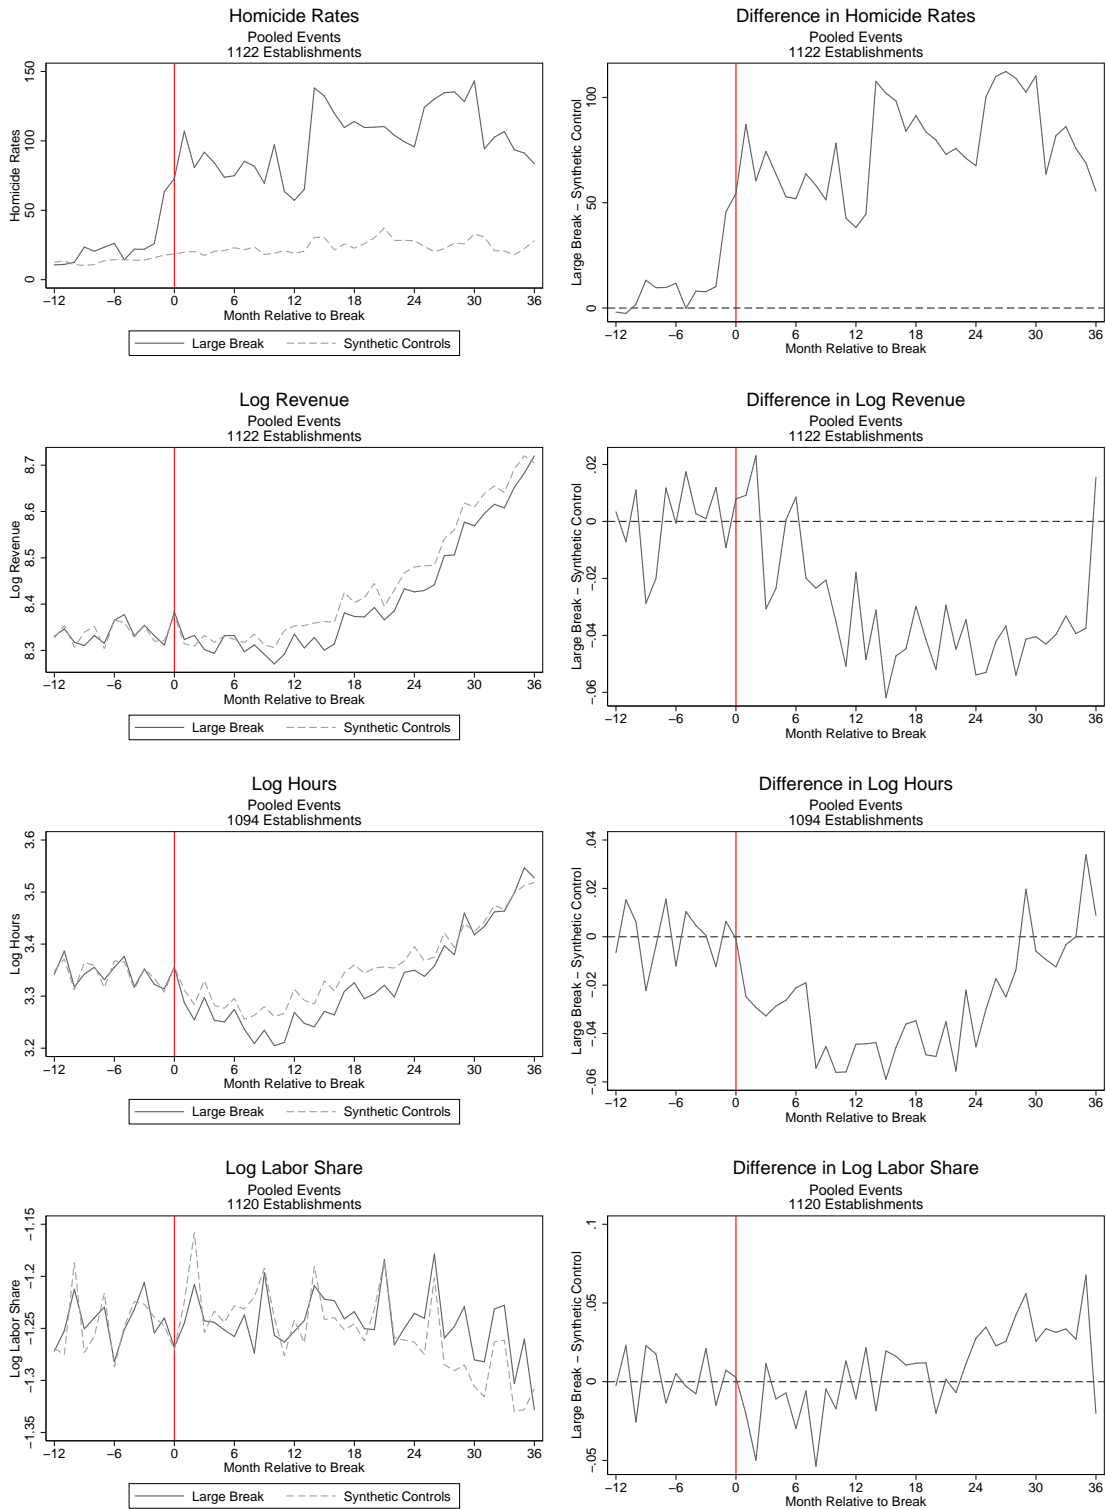 Homicide Rates
Pooled Events
1122 Establishments
Homicide Rates
150
100
50
0
−12 −6 0 6 12 18 24 30 36
Month Relative to Break
Large Break Synthetic Controls
Difference in Homicide Rates
Pooled Events
1122 Establishments
Large Break − Synthetic Control
100
50
0
−12 −6 0 6 12 18 24 30 36
Month Relative to Break
Log Revenue
Pooled Events
1122 Establishments
Log Revenue
8.7
8.6
8.5
8.4
8.3
−12 −6 0 6 12 18 24 30 36
Month Relative to Break
Large Break Synthetic Controls
Difference in Log Revenue
Pooled Events
1122 Establishments
Large Break − Synthetic Control
.02
0
−.02
−.04
−.06
−12 −6 0 6 12 18 24 30 36
Month Relative to Break
Log Hours
Pooled Events
1094 Establishments
Log Hours
3.6
3.5
3.4
3.3
3.2
−12 −6 0 6 12 18 24 30 36
Month Relative to Break
Large Break Synthetic Controls
Difference in Log Hours
Pooled Events
1094 Establishments
Large Break − Synthetic Control
.04
.02
0
−.02
−.04
−.06
−12 −6 0 6 12 18 24 30 36
Month Relative to Break
Log Labor Share
Pooled Events
1120 Establishments
Log Labor Share
−1.15
−1.2
−1.25
−1.3
−1.35
−12 −6 0 6 12 18 24 30 36
Month Relative to Break
Large Break Synthetic Controls
Difference in Log Labor Share
Pooled Events
1120 Establishments
Large Break − Synthetic Control
.1
.05
0
−.05
−12 −6 0 6 12 18 24 30 36
Month Relative to Break